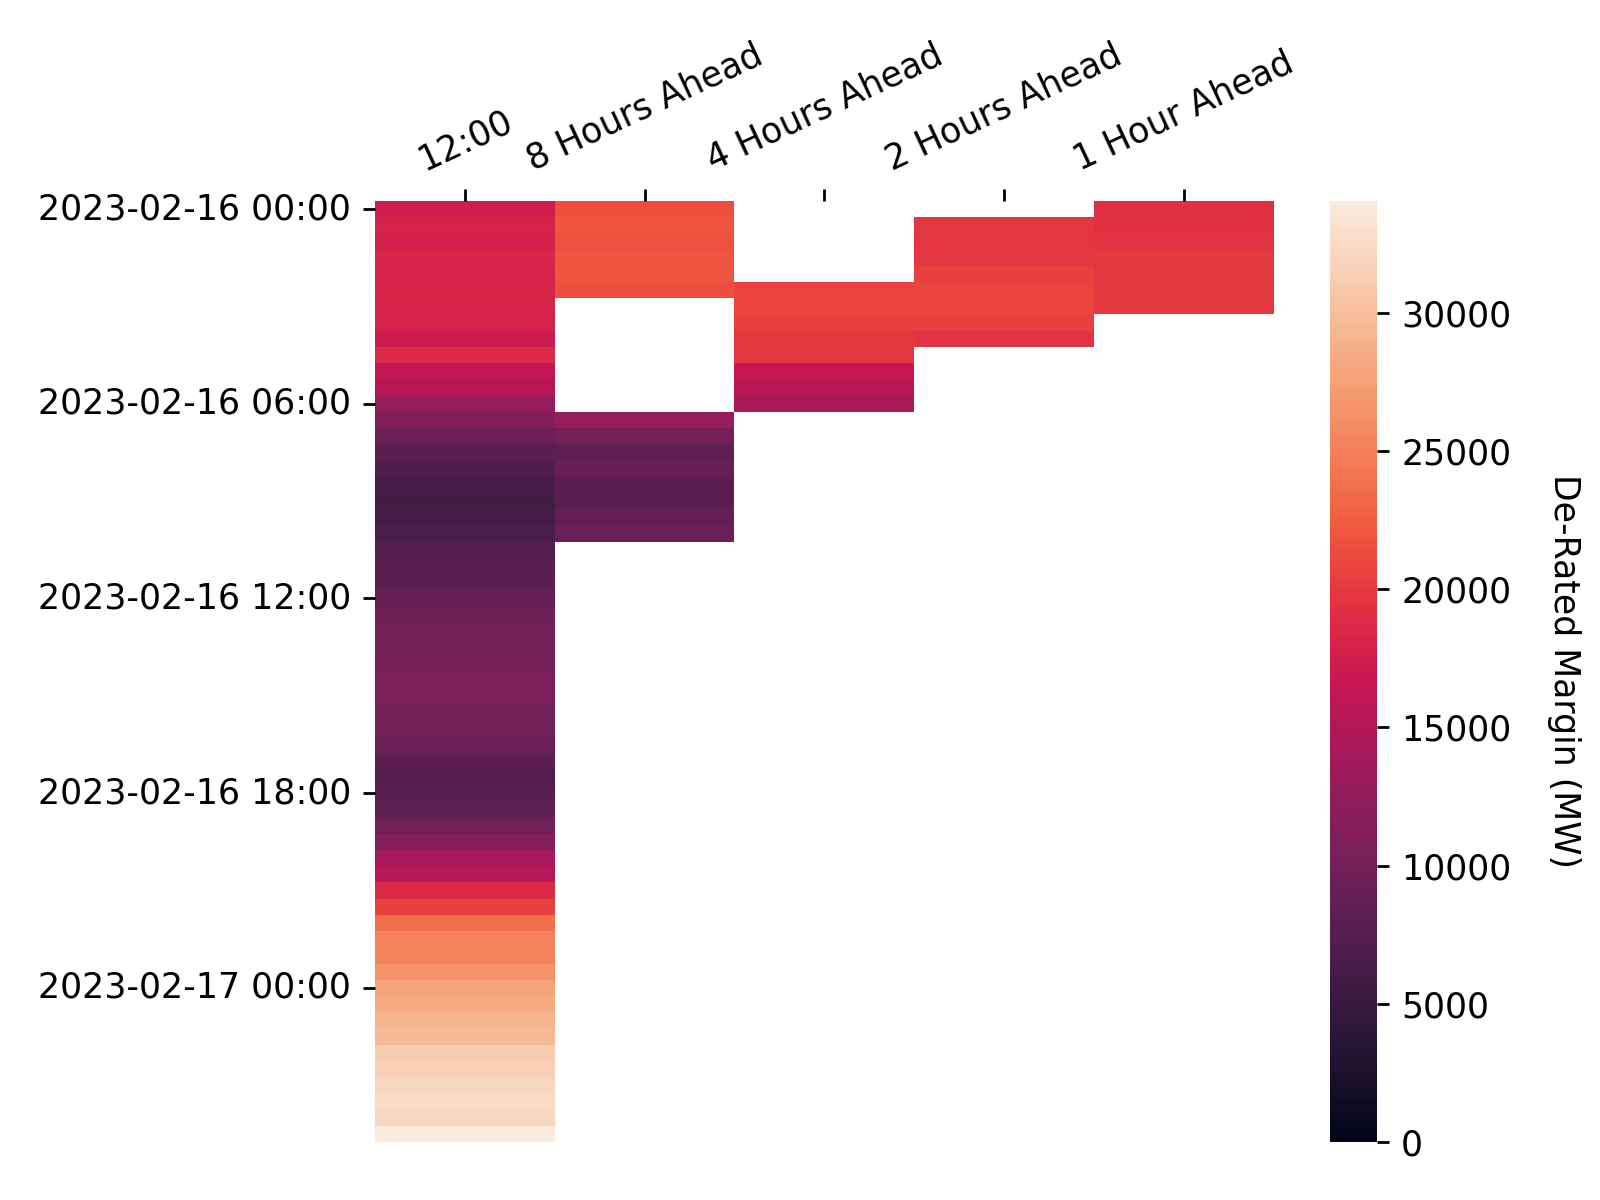 12:00
8 Hours Ahead
4 Hours Ahead
2 Hours Ahead
1 Hour Ahead
2023-02-16 00:00
2023-02-16 06:00
2023-02-16 12:00
2023-02-16 18:00
2023-02-17 00:00
30000
25000
20000
15000
10000
5000
0
De-Rated Margin (MW)